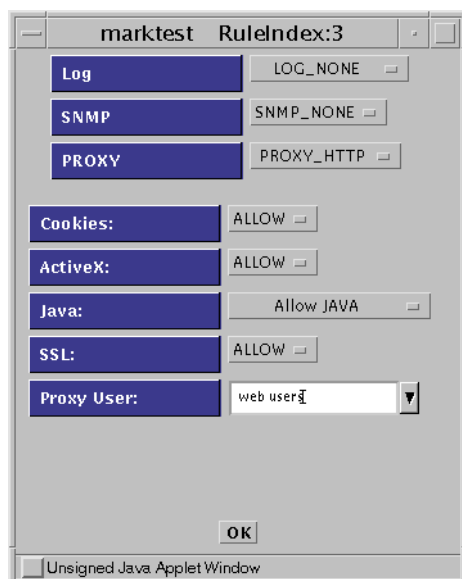 marktest RuleIndex:3
Log LOG_NONE
SNMP SNMP_NONE
PROXY PROXY_HTTP
Cookies: ALLOW
ActiveX: ALLOW
Java: Allow JAVA
SSL: ALLOW
Proxy User: web users
OK
Unsigned Java Applet Window